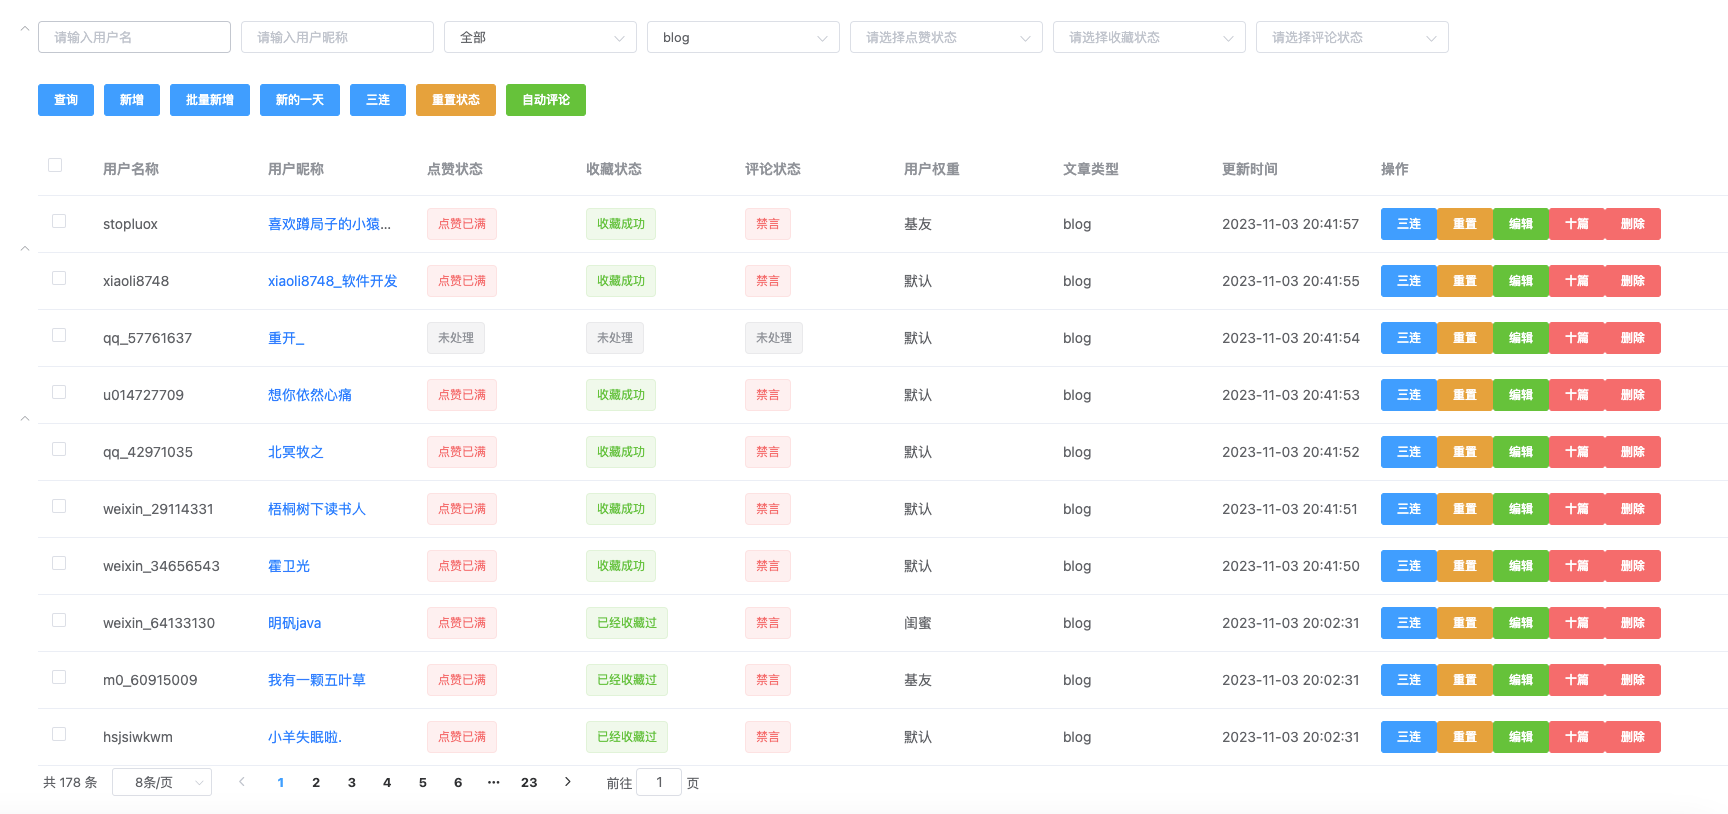 请输入用户名 请输入用户昵称 全部 blog 请选择点赞状态 请选择收藏状态 请选择评论状态
查询 新增 批量新增 新的一天 三连 重置状态 自动评论
用户名称 用户昵称 点赞状态 收藏状态 评论状态 用户权重 文章类型 更新时间 操作
stopluox 喜欢蹲局子的小猿... 点赞已满 收藏成功 禁言 基友 blog 2023-11-03 20:41:57 三连 重置 编辑 十篇 删除
xiaoli8748 xiaoli8748_软件开发 点赞已满 收藏成功 禁言 默认 blog 2023-11-03 20:41:55 三连 重置 编辑 十篇 删除
qq_57761637 重开_ 未处理 未处理 未处理 默认 blog 2023-11-03 20:41:54 三连 重置 编辑 十篇 删除
u014727709 想你依然心痛 点赞已满 收藏成功 禁言 默认 blog 2023-11-03 20:41:53 三连 重置 编辑 十篇 删除
qq_42971035 北冥牧之 点赞已满 收藏成功 禁言 默认 blog 2023-11-03 20:41:52 三连 重置 编辑 十篇 删除
weixin_29114331 梧桐树下读书人 点赞已满 收藏成功 禁言 默认 blog 2023-11-03 20:41:51 三连 重置 编辑 十篇 删除
weixin_34656543 霍卫光 点赞已满 收藏成功 禁言 默认 blog 2023-11-03 20:41:50 三连 重置 编辑 十篇 删除
weixin_64133130 明矾java 点赞已满 已经收藏过 禁言 闺蜜 blog 2023-11-03 20:02:31 三连 重置 编辑 十篇 删除
m0_60915009 我有一颗五叶草 点赞已满 已经收藏过 禁言 基友 blog 2023-11-03 20:02:31 三连 重置 编辑 十篇 删除
hsjsiwkwm 小羊失眠啦. 点赞已满 已经收藏过 禁言 默认 blog 2023-11-03 20:02:31 三连 重置 编辑 十篇 删除
共 178 条 8条/页 1 2 3 4 5 6 ··· 23 前往 1 页